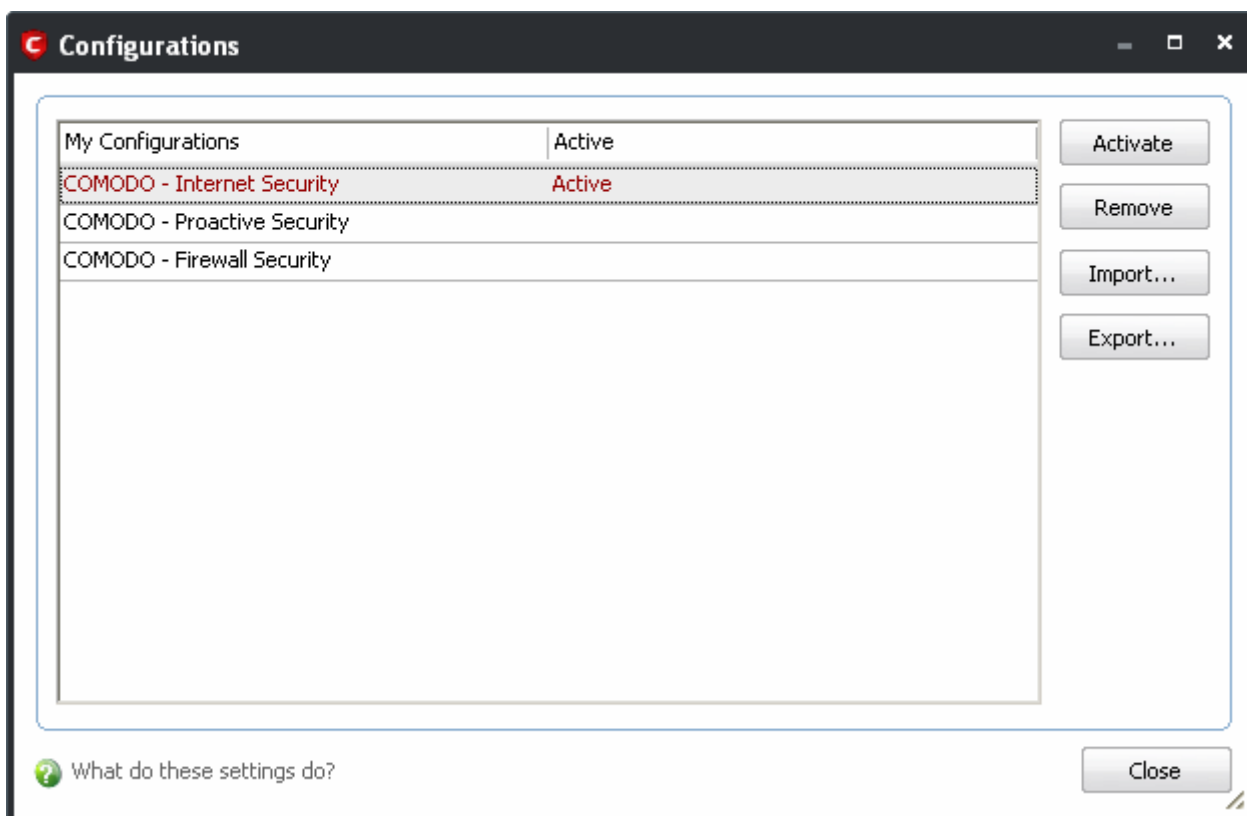 Configurations
My Configurations Active
COMODO - Internet Security Active
COMODO - Proactive Security
COMODO - Firewall Security
Activate
Remove
Import...
Export...
What do these settings do?
Close